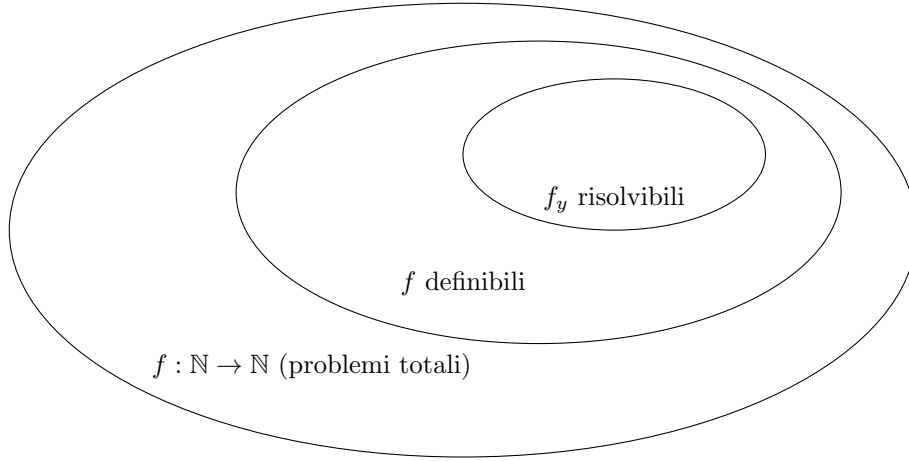 f_y risolvibili
f definibili
f : ℕ → ℕ (problemi totali)